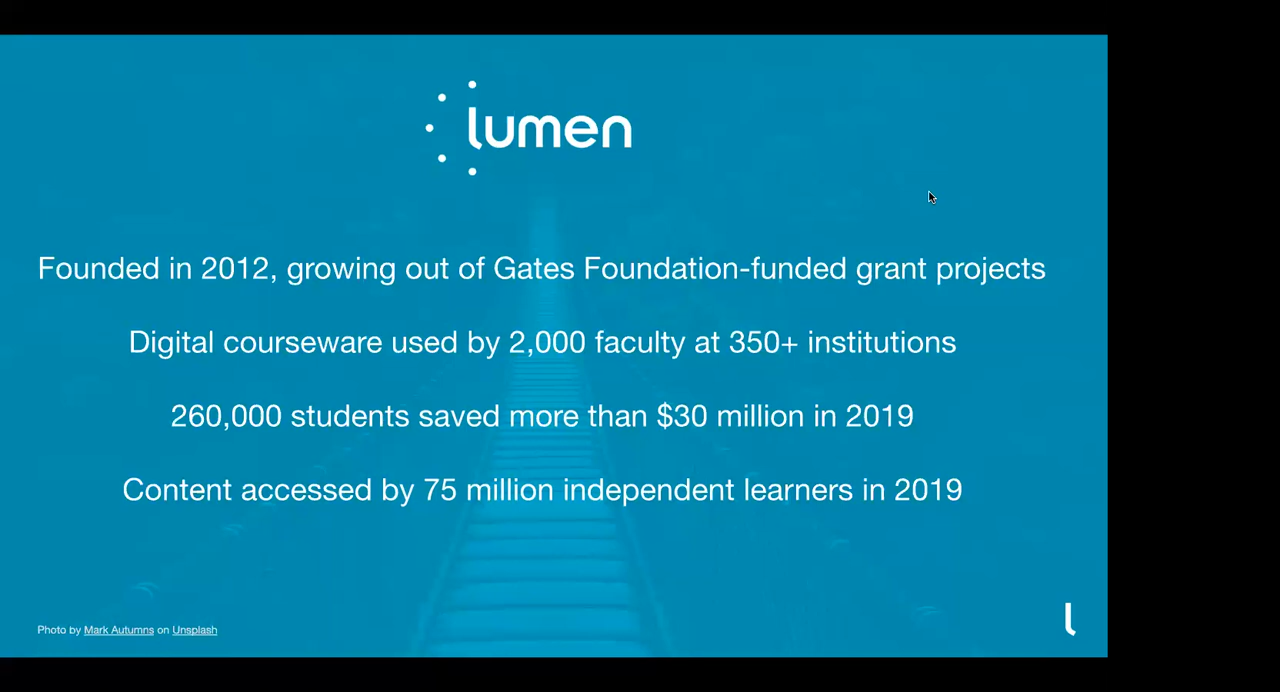 lumen
Founded in 2012, growing out of Gates Foundation-funded grant projects
Digital courseware used by 2,000 faculty at 350+ institutions
260,000 students saved more than $30 million in 2019
Content accessed by 75 million independent learners in 2019
Photo by Mark Autumns on Unsplash
l